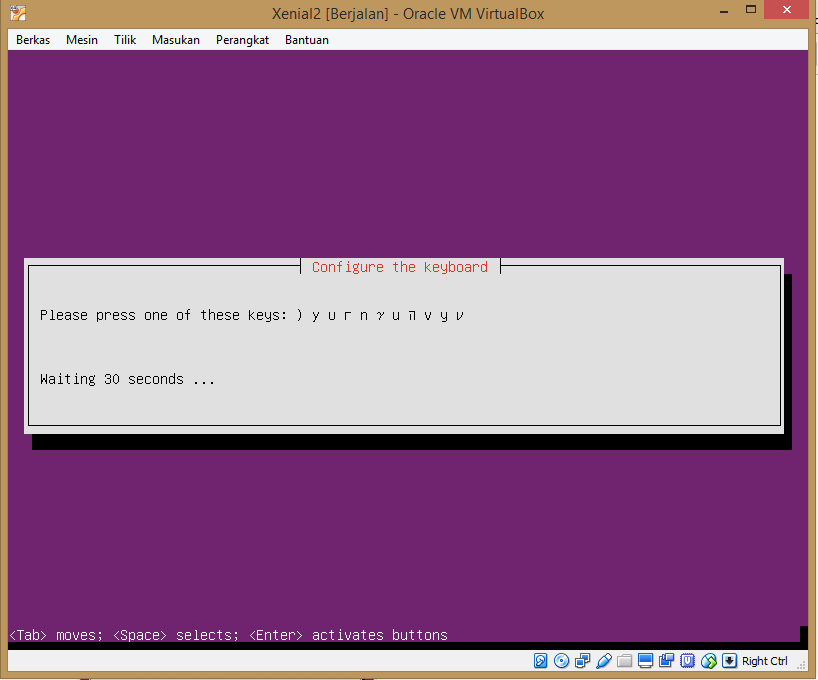 Xenial2 [Berjalan] - Oracle VM VirtualBox
Berkas Mesin Tilik Masukan Perangkat Bantuan
Configure the keyboard
Please press one of these keys: ) y u г n γ u π v y ν
Waiting 30 seconds ...
<Tab> moves; <Space> selects; <Enter> activates buttons
Right Ctrl